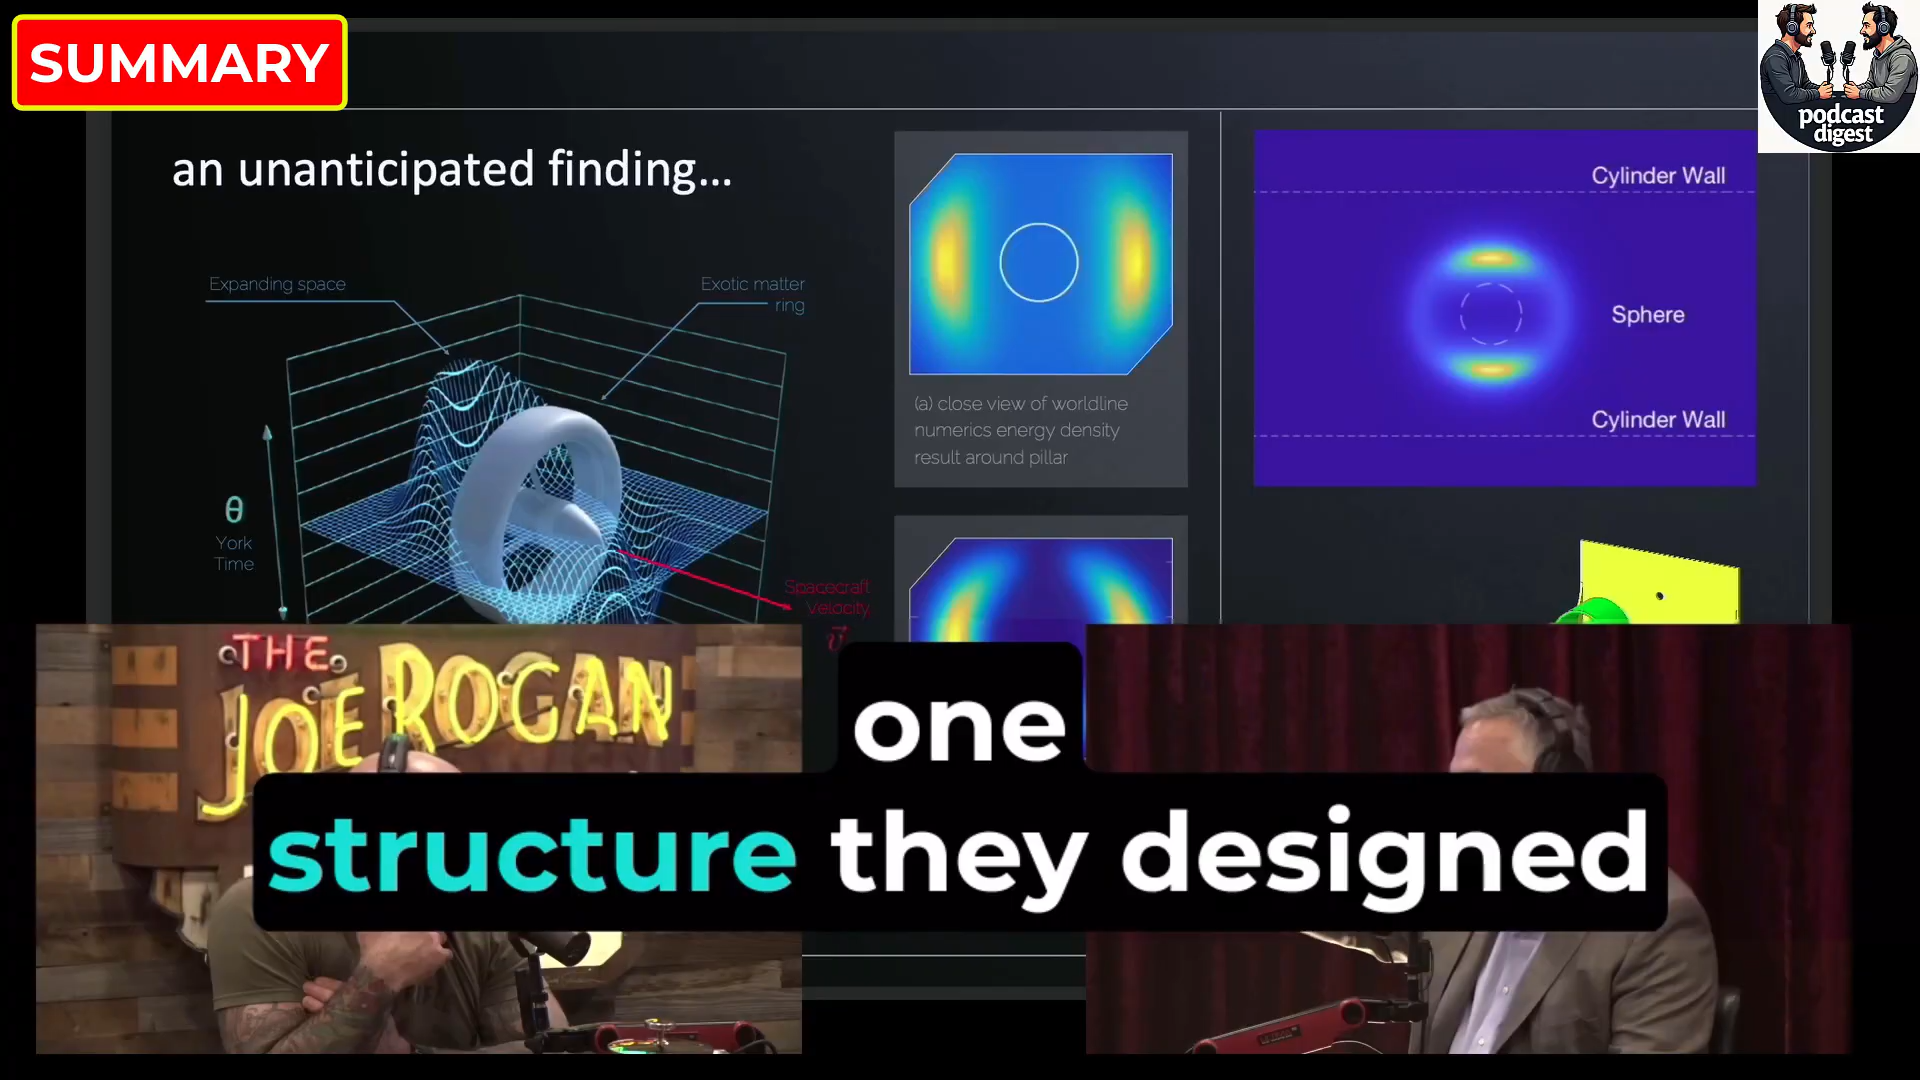 SUMMARY
podcast
digest
an unanticipated finding...
Expanding space
Exotic matter
ring
θ
York
Time
Spacecraft
Velocity
v⃗
(a) close view of worldline
numerics energy density
result around pillar
Cylinder Wall
Sphere
Cylinder Wall
THE
JOE ROGAN
one
structure they designed